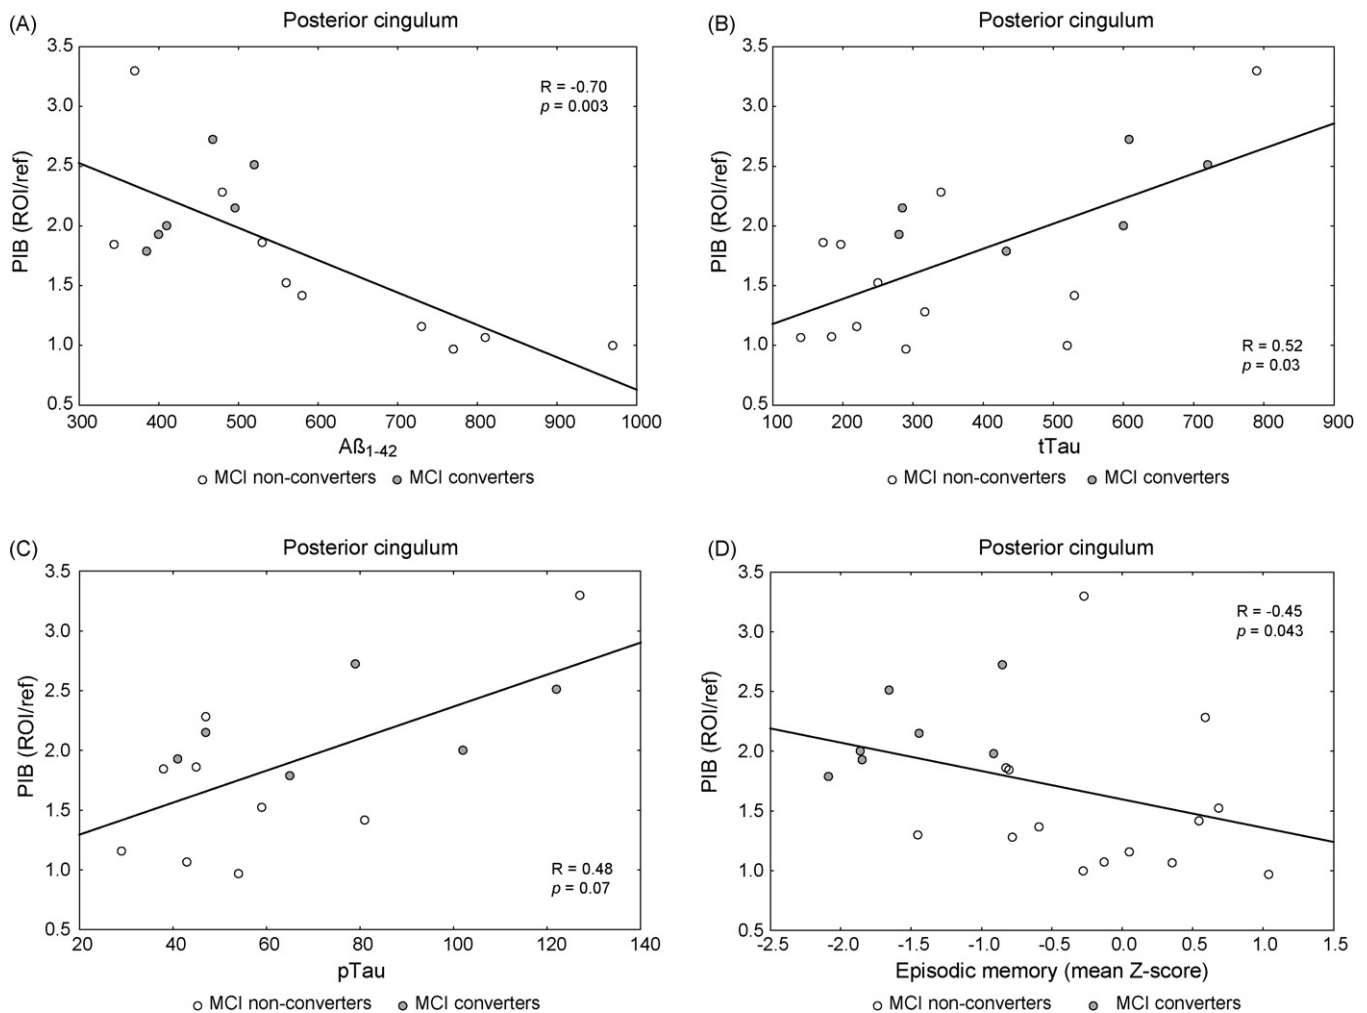 (A)
Posterior cingulum
R = -0.70
p = 0.003
PIB (ROI/ref)
3.5
3.0
2.5
2.0
1.5
1.0
0.5
300 400 500 600 700 800 900 1000
Aß1-42
MCI non-converters MCI converters
(B)
Posterior cingulum
PIB (ROI/ref)
3.5
3.0
2.5
2.0
1.5
1.0
0.5
R = 0.52
p = 0.03
100 200 300 400 500 600 700 800 900
tTau
MCI non-converters MCI converters
(C)
Posterior cingulum
PIB (ROI/ref)
3.5
3.0
2.5
2.0
1.5
1.0
0.5
R = 0.48
p = 0.07
20 40 60 80 100 120 140
pTau
MCI non-converters MCI converters
(D)
Posterior cingulum
R = -0.45
p = 0.043
PIB (ROI/ref)
3.5
3.0
2.5
2.0
1.5
1.0
0.5
-2.5 -2.0 -1.5 -1.0 -0.5 0.0 0.5 1.0 1.5
Episodic memory (mean Z-score)
MCI non-converters MCI converters